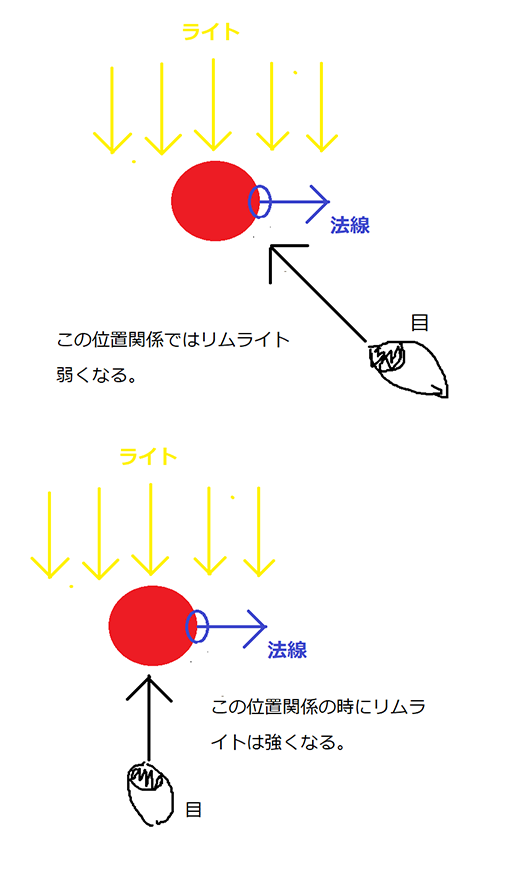 ライト
法線
目
この位置関係ではリムライト
弱くなる。
ライト
法線
この位置関係の時にリムラ
イトは強くなる。
目